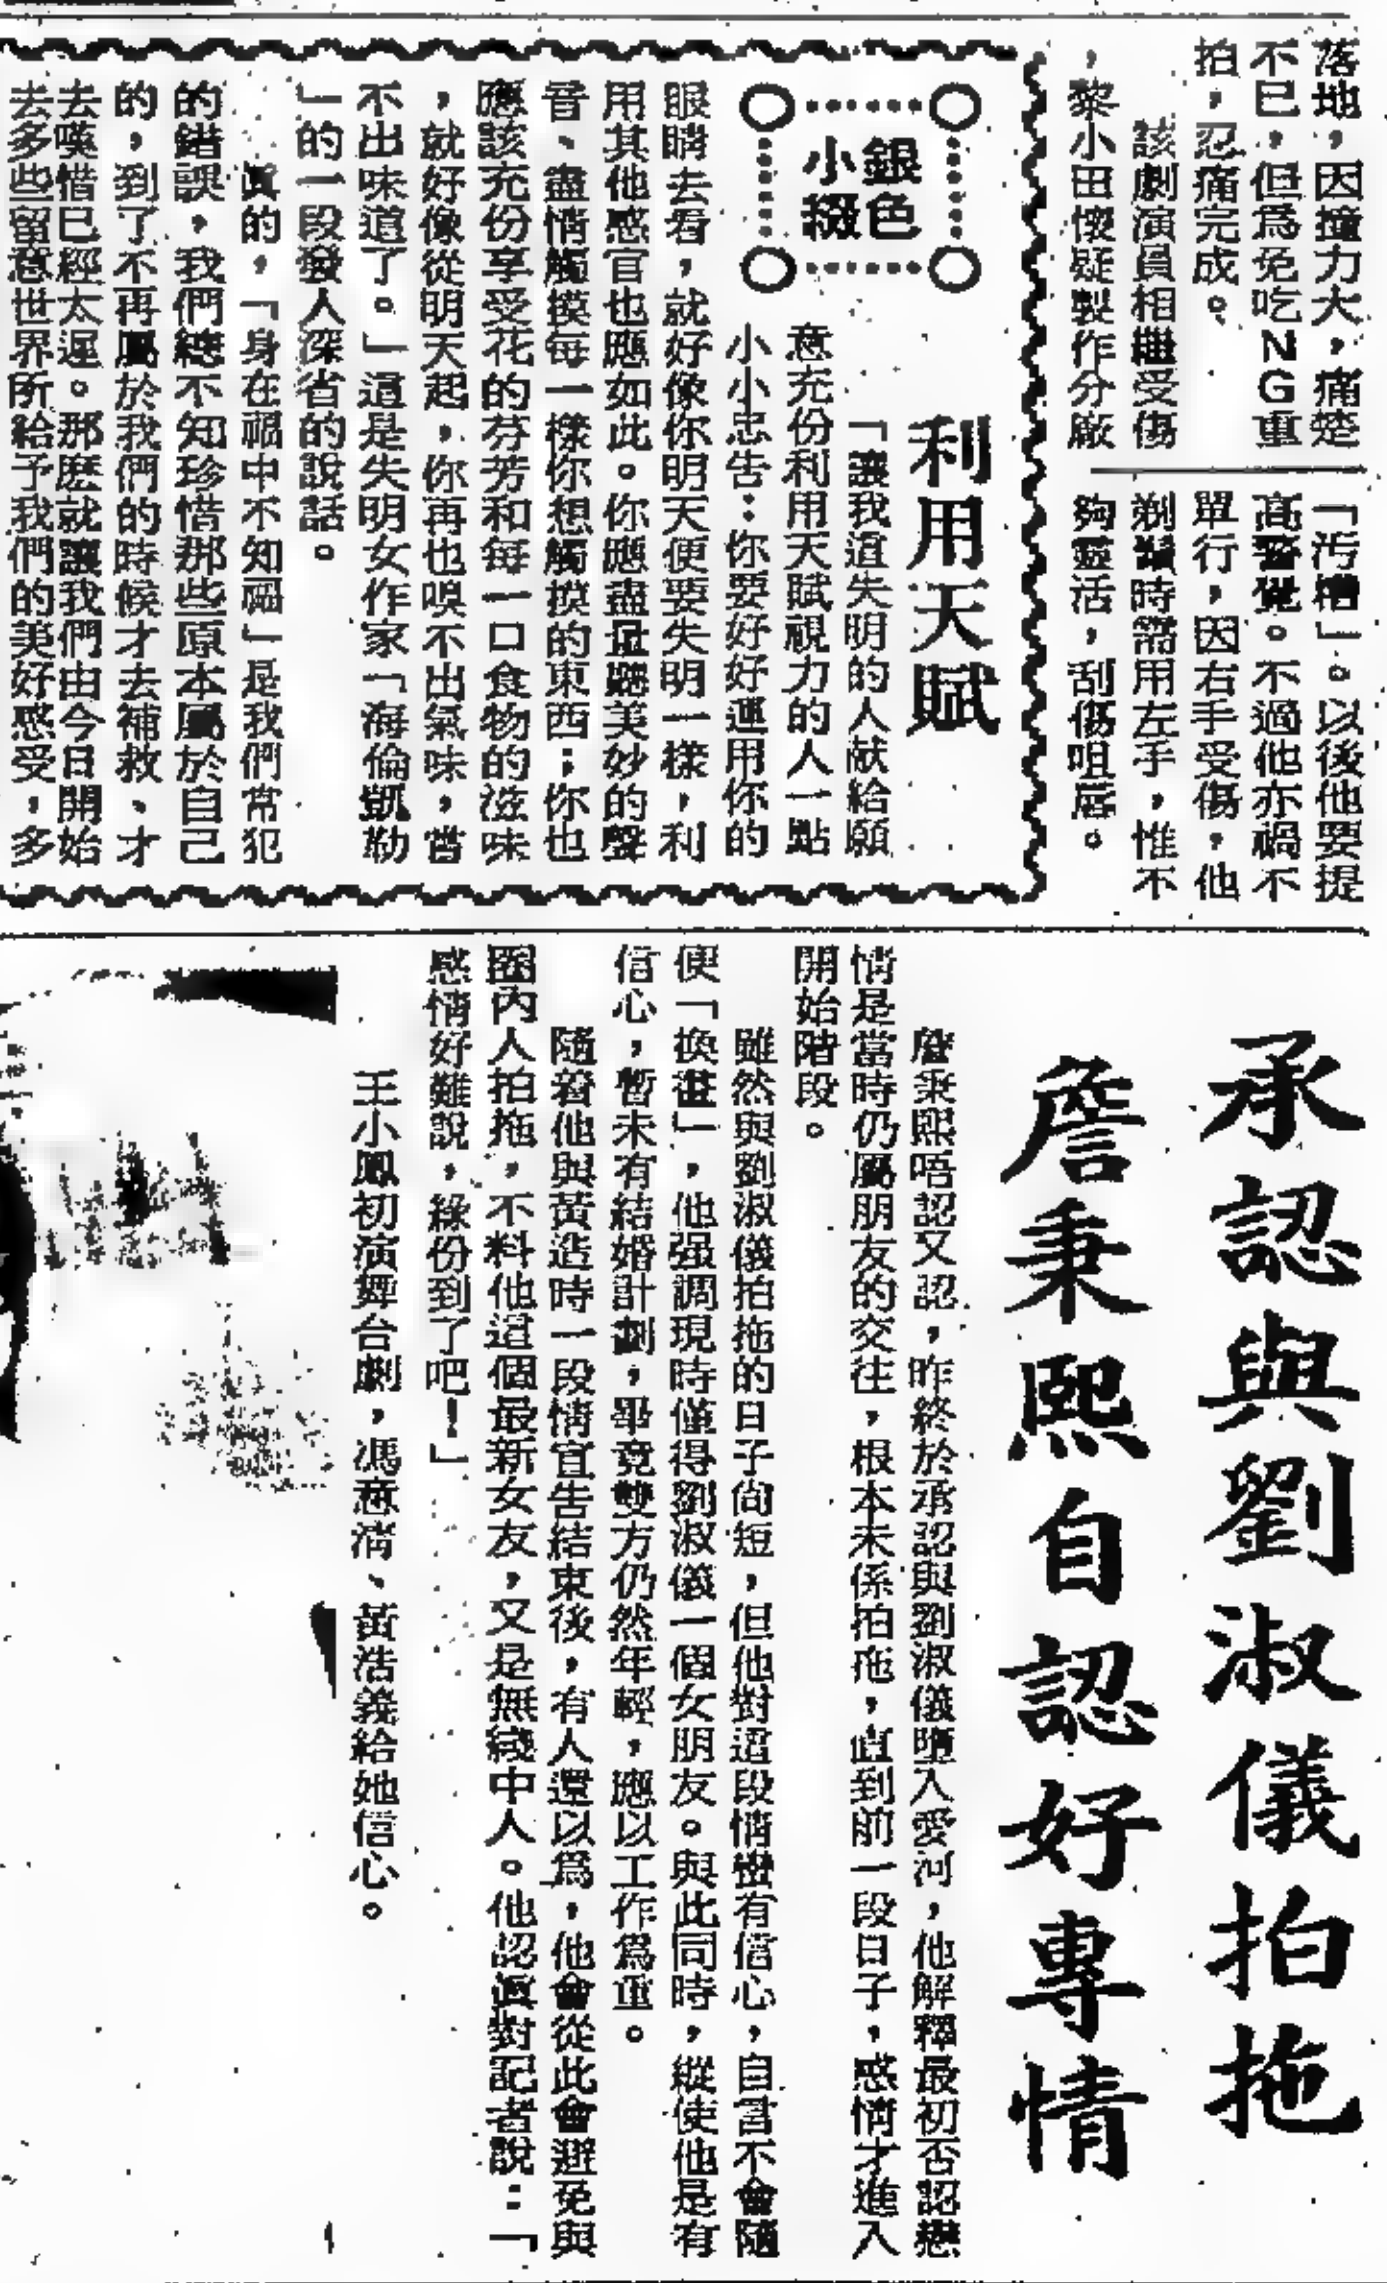 落地，因撞力大，痛楚
不已，但為免吃NG重
拍，忍痛完成。
該劇演員相繼受傷
，黎小田懷疑製作分廠
「污糟」。以後他要提
高警覺。不過他亦禍不
單行，因右手受傷，他
剃鬚時需用左手，惟不
夠靈活，刮傷咀唇。
銀色
小綴
利用天賦
「讓我這失明的人献給願
意充份利用天賦視力的人一點
小小忠告：你要好好運用你的
眼睛去看，就好像你明天便要失明一樣，利
用其他感官也應如此。你應盡量聽美妙的聲
音、盡情觸摸每一樣你想觸摸的東西；你也
應該充份享受花的芬芳和每一口食物的滋味
，就好像從明天起，你再也嗅不出氣味，嘗
不出味道了。」這是失明女作家「海倫凱勒
」的一段發人深省的說話。
真的，「身在福中不知福」是我們常犯
的錯誤，我們總不知珍惜那些原本屬於自己
的，到了不再屬於我們的時候才去補救、才
去嘆惜已經太遲。那麽就讓我們由今日開始
去多些留意世界所給予我們的美好感受，多
承認與劉淑儀拍拖
詹秉熙自認好專情
詹秉熙唔認又認，昨終於承認與劉淑儀墮入愛河，他解釋最初否認戀
情是當時仍屬朋友的交往，根本未係拍拖，直到前一段日子，感情才進入
開始階段。
雖然與劉淑儀拍拖的日子尚短，但他對這段情蠻有信心，自言不會隨
便「換畫」，他强調現時僅得劉淑儀一個女朋友。與此同時，縱使他是有
信心，暫未有結婚計劃，畢竟雙方仍然年輕，應以工作為重。
隨着他與黃造時一段情宣告結束後，有人還以為，他會從此會避免與
圈內人拍拖，不料他這個最新女友，又是無綫中人。他認真對記者說：「
感情好難說，緣份到了吧！」
王小鳳初演舞台劇，馮意清、黃浩義給她信心。